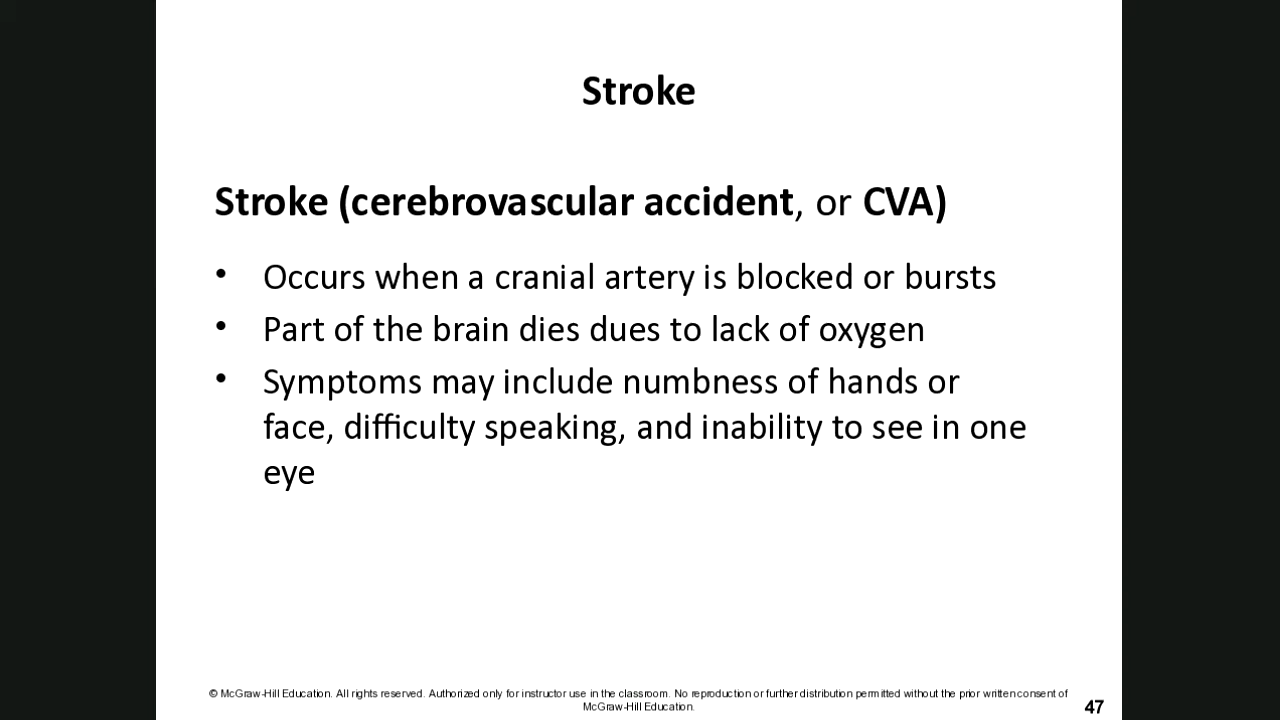 Stroke
Stroke (cerebrovascular accident, or CVA)
• Occurs when a cranial artery is blocked or bursts
• Part of the brain dies dues to lack of oxygen
• Symptoms may include numbness of hands or
face, difficulty speaking, and inability to see in one
eye
© McGraw-Hill Education. All rights reserved. Authorized only for instructor use in the classroom. No reproduction or further distribution permitted without the prior written consent of
McGraw-Hill Education.
47